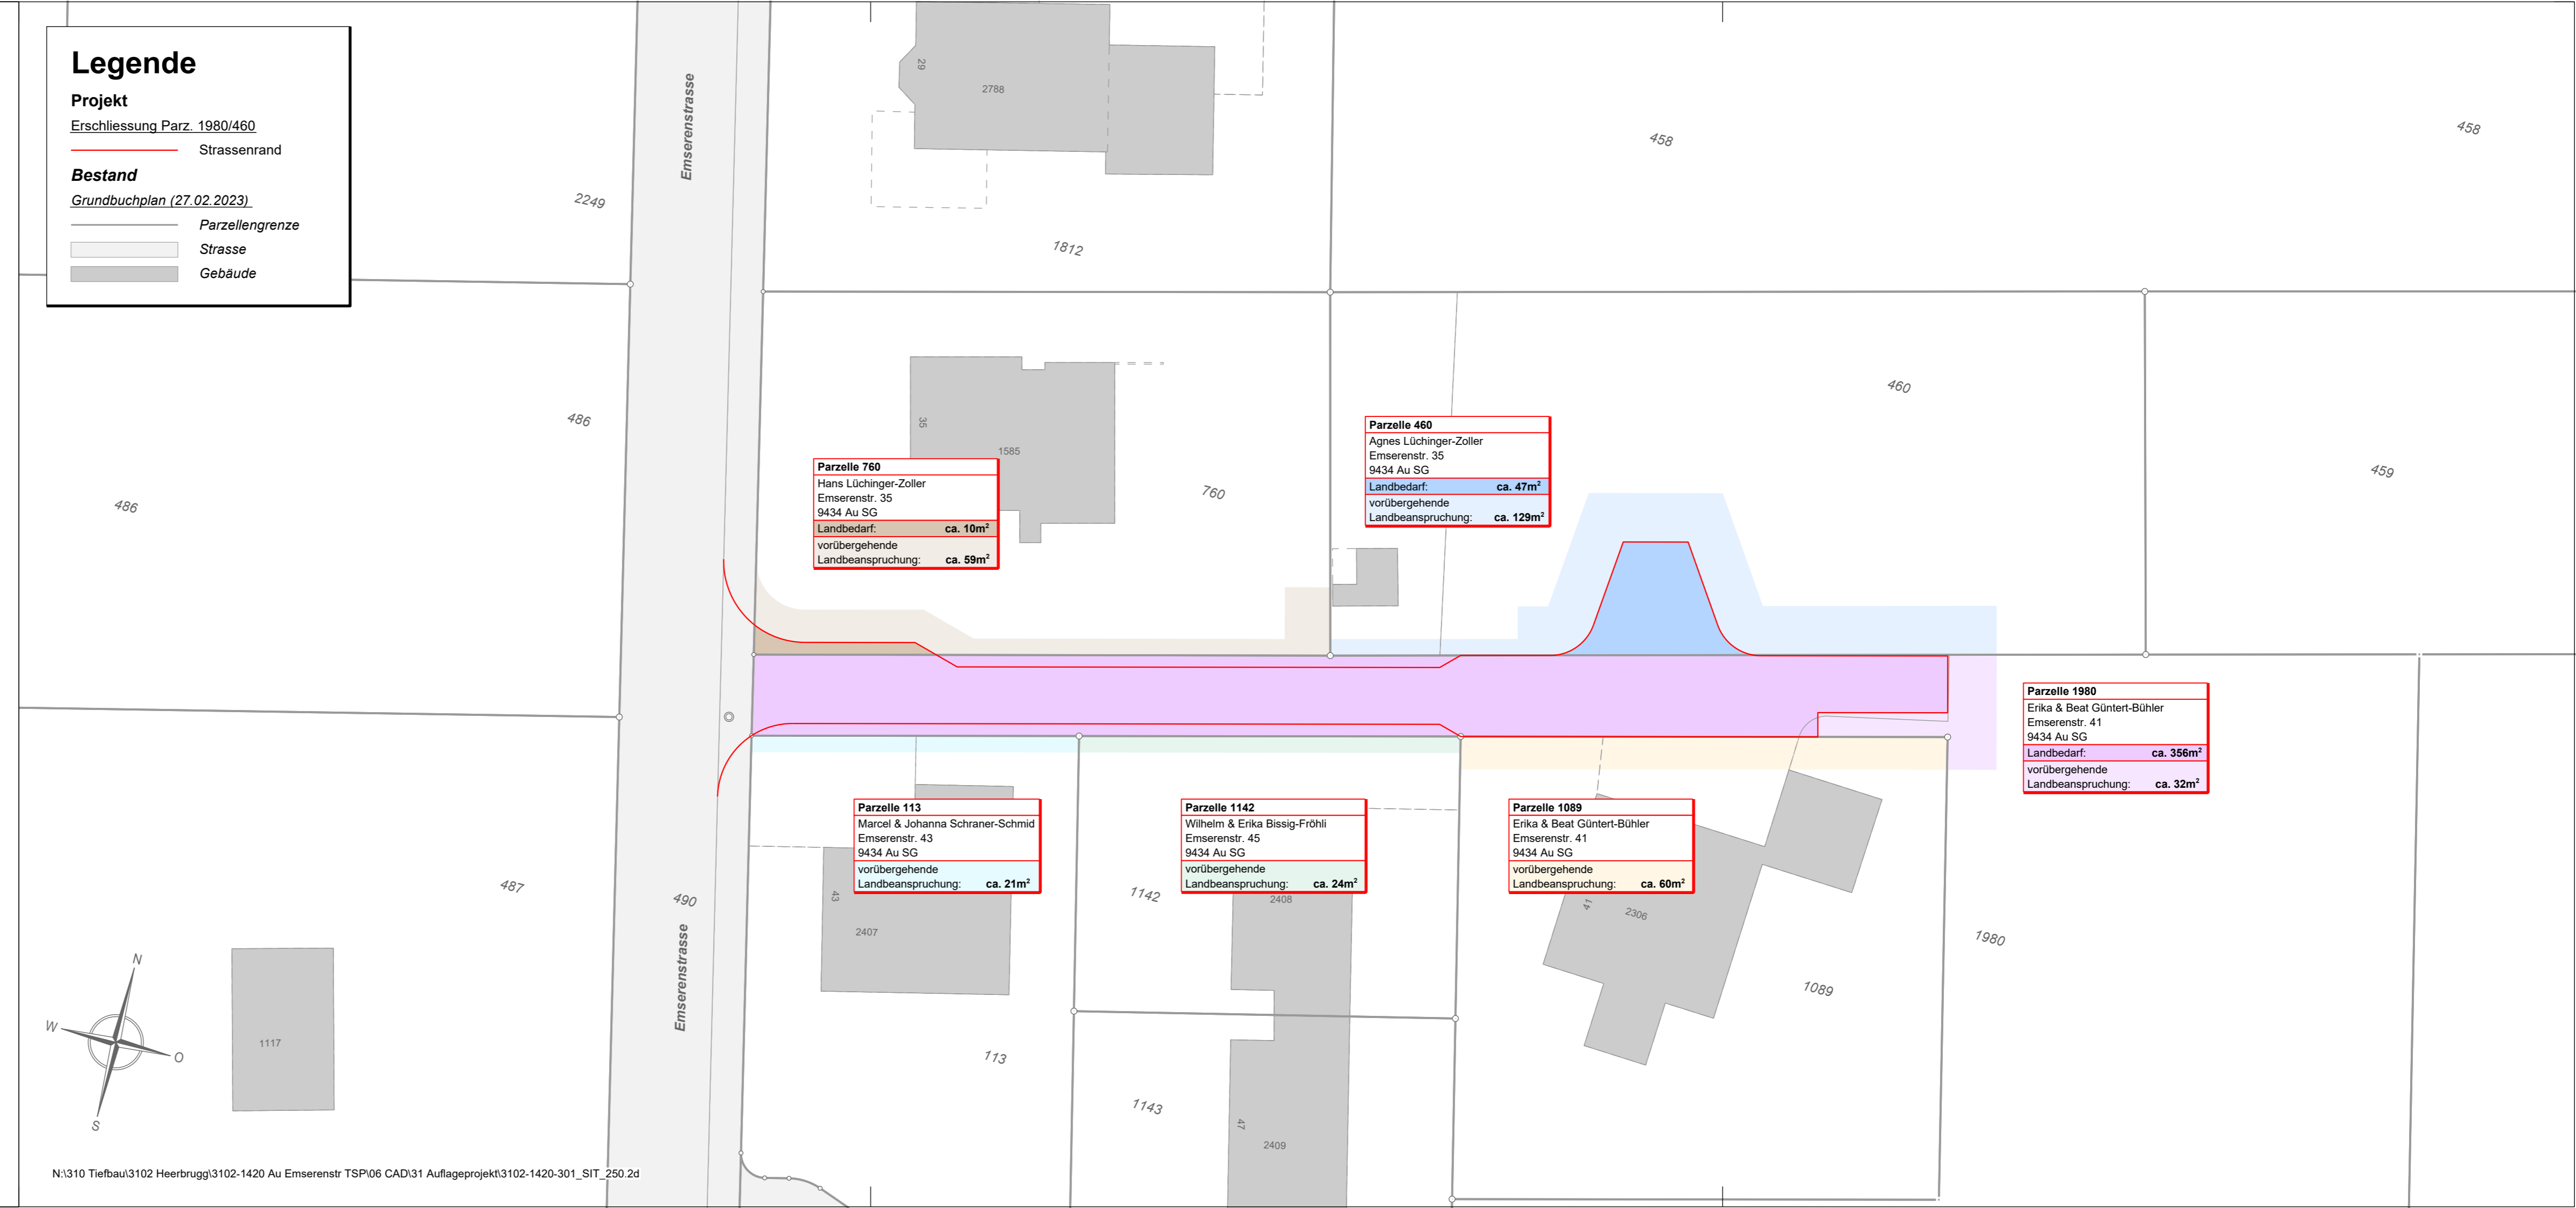 Legende
Projekt
Erschliessung Parz. 1980/460
Strassenrand
Bestand
Grundbuchplan (27.02.2023)
Parzellengrenze
Strasse
Gebäude
Emserenstrasse
29
2788
458
458
2249
1812
486
486
35
1585
760
460
459
Parzelle 760
Hans Lüchinger-Zoller
Emserenstr. 35
9434 Au SG
Landbedarf: ca. 10m²
vorübergehende
Landbeanspruchung: ca. 59m²
Parzelle 460
Agnes Lüchinger-Zoller
Emserenstr. 35
9434 Au SG
Landbedarf: ca. 47m²
vorübergehende
Landbeanspruchung: ca. 129m²
Parzelle 1980
Erika & Beat Güntert-Bühler
Emserenstr. 41
9434 Au SG
Landbedarf: ca. 356m²
vorübergehende
Landbeanspruchung: ca. 32m²
Parzelle 113
Marcel & Johanna Schraner-Schmid
Emserenstr. 43
9434 Au SG
vorübergehende
Landbeanspruchung: ca. 21m²
Parzelle 1142
Wilhelm & Erika Bissig-Fröhli
Emserenstr. 45
9434 Au SG
vorübergehende
Landbeanspruchung: ca. 24m²
Parzelle 1089
Erika & Beat Güntert-Bühler
Emserenstr. 41
9434 Au SG
vorübergehende
Landbeanspruchung: ca. 60m²
487
490
Emserenstrasse
43
2407
1142
2408
41
2306
1980
1089
113
1143
47
2409
1117
N
W
O
S
N:\310 Tiefbau\3102 Heerbrugg\3102-1420 Au Emserenstr TSP\06 CAD\31 Auflageprojekt\3102-1420-301_SIT_250.2d